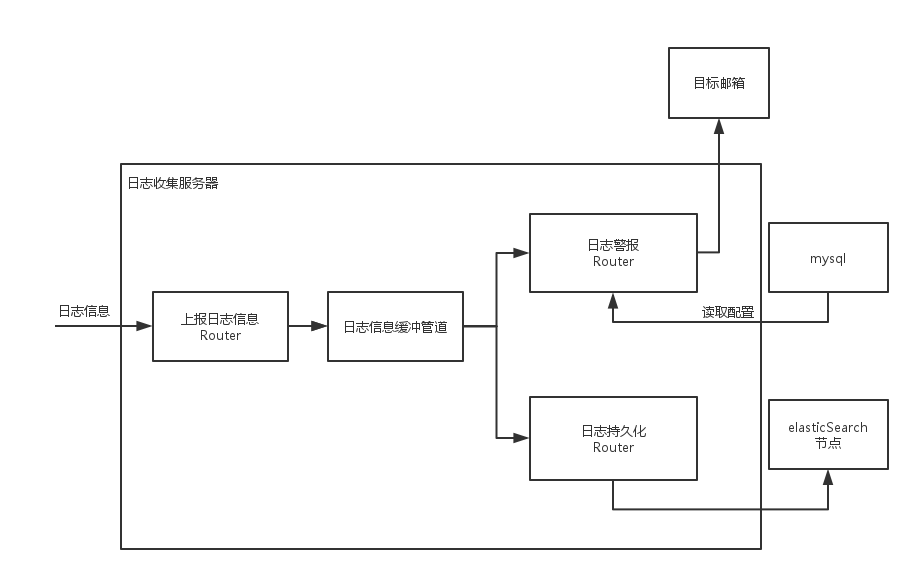 目标邮箱
日志收集服务器
日志警报
Router
mysql
日志信息
上报日志信息
Router
日志信息缓冲管道
读取配置
日志持久化
Router
elasticSearch
节点